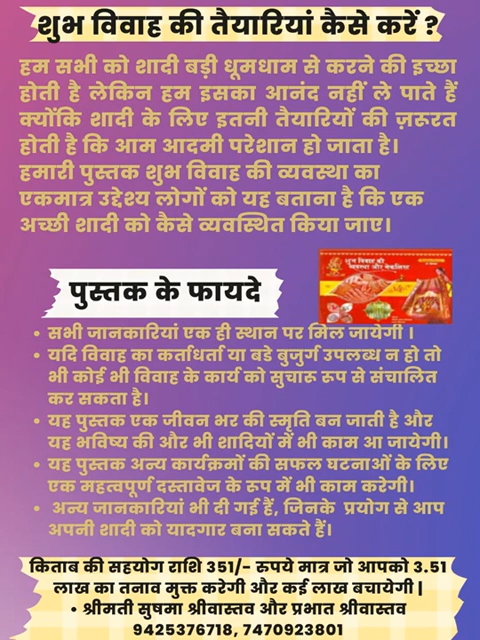 शुभ विवाह की तैयारियां कैसे करें ?
हम सभी को शादी बड़ी धूमधाम से करने की इच्छा
होती है लेकिन हम इसका आनंद नहीं ले पाते हैं
क्योंकि शादी के लिए इतनी तैयारियों की ज़रूरत
होती है कि आम आदमी परेशान हो जाता है।
हमारी पुस्तक शुभ विवाह की व्यवस्था का
एकमात्र उद्देश्य लोगों को यह बताना है कि एक
अच्छी शादी को कैसे व्यवस्थित किया जाए।
शुभ विवाह की
व्यवस्था और चेकलिस्ट
पुस्तक के फायदे
• सभी जानकारियां एक ही स्थान पर मिल जायेगी ।
• यदि विवाह का कर्ताधर्ता या बडे बुजुर्ग उपलब्ध न हो तो
भी कोई भी विवाह के कार्य को सुचारू रूप से संचालित
कर सकता है।
• यह पुस्तक एक जीवन भर की स्मृति बन जाती है और
यह भविष्य की और भी शादियों में भी काम आ जायेगी।
• यह पुस्तक अन्य कार्यक्रमों की सफल घटनाओं के लिए
एक महत्वपूर्ण दस्तावेज के रूप में भी काम करेगी।
• अन्य जानकारियां भी दी गई हैं, जिनके प्रयोग से आप
अपनी शादी को यादगार बना सकते हैं।
किताब की सहयोग राशि 351/- रुपये मात्र जो आपको 3.51
लाख का तनाव मुक्त करेगी और कई लाख बचायेगी |
• श्रीमती सुषमा श्रीवास्तव और प्रभात श्रीवास्तव
9425376718, 7470923801